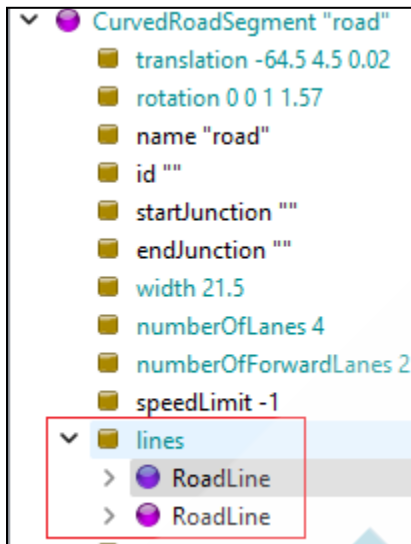 CurvedRoadSegment "road"
translation -64.5 4.5 0.02
rotation 0 0 1 1.57
name "road"
id ""
startJunction ""
endJunction ""
width 21.5
numberOfLanes 4
numberOfForwardLanes 2
speedLimit -1
lines
RoadLine
RoadLine